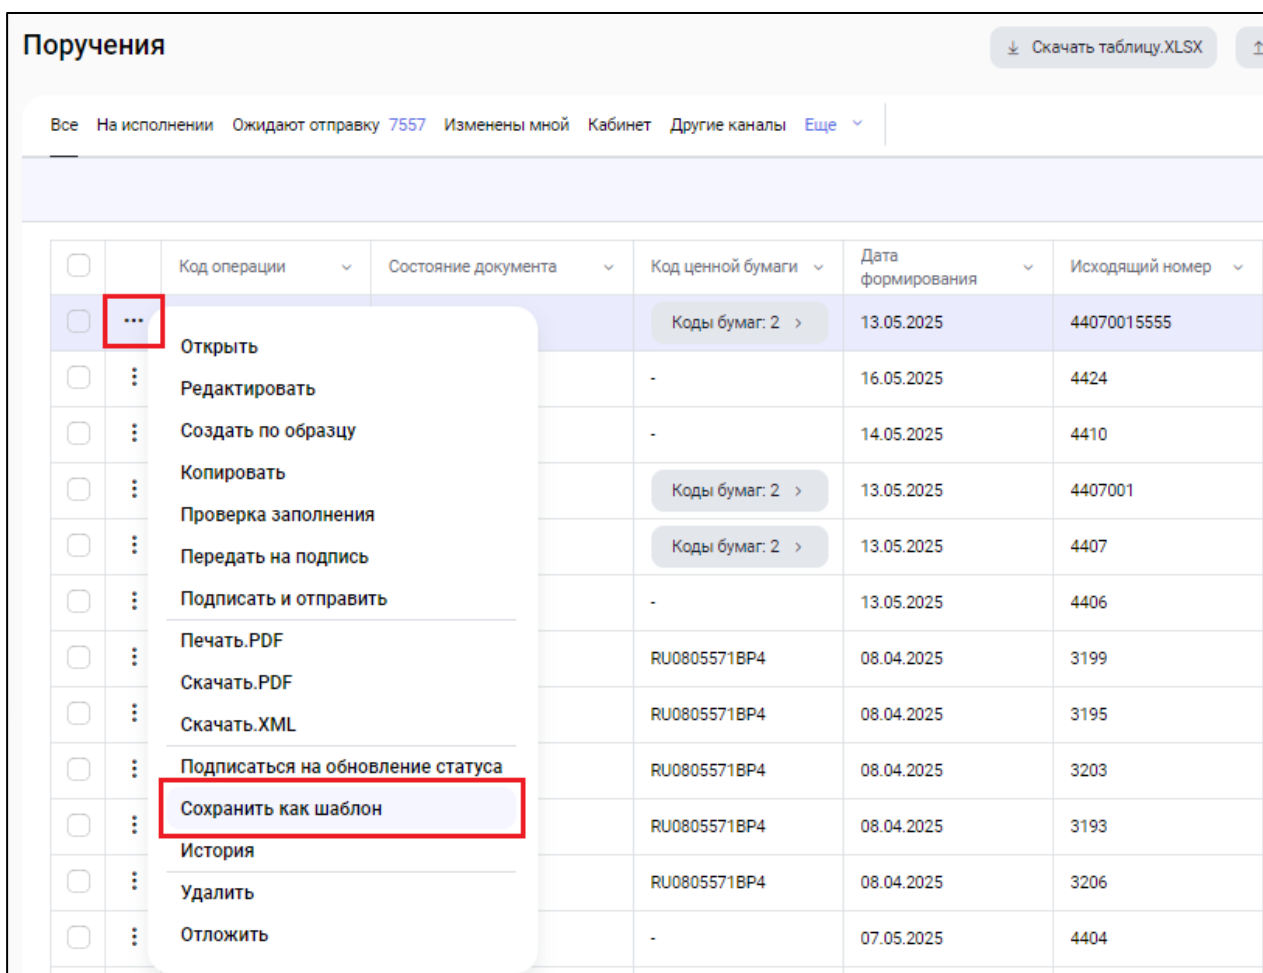 Поручения
Скачать таблицу.XLSX
Все На исполнении Ожидают отправку 7557 Изменены мной Кабинет Другие каналы Еще
Код операции Состояние документа Код ценной бумаги Дата формирования Исходящий номер
Коды бумаг: 2 13.05.2025 44070015555
Открыть
- 16.05.2025 4424
Редактировать
Создать по образцу
- 14.05.2025 4410
Копировать
Коды бумаг: 2 13.05.2025 4407001
Проверка заполнения
Коды бумаг: 2 13.05.2025 4407
Передать на подпись
Подписать и отправить
- 13.05.2025 4406
Печать.PDF
RU0805571BP4 08.04.2025 3199
Скачать.PDF
Скачать.XML
RU0805571BP4 08.04.2025 3195
Подписаться на обновление статуса
RU0805571BP4 08.04.2025 3203
Сохранить как шаблон
RU0805571BP4 08.04.2025 3193
История
RU0805571BP4 08.04.2025 3206
Удалить
Отложить
- 07.05.2025 4404